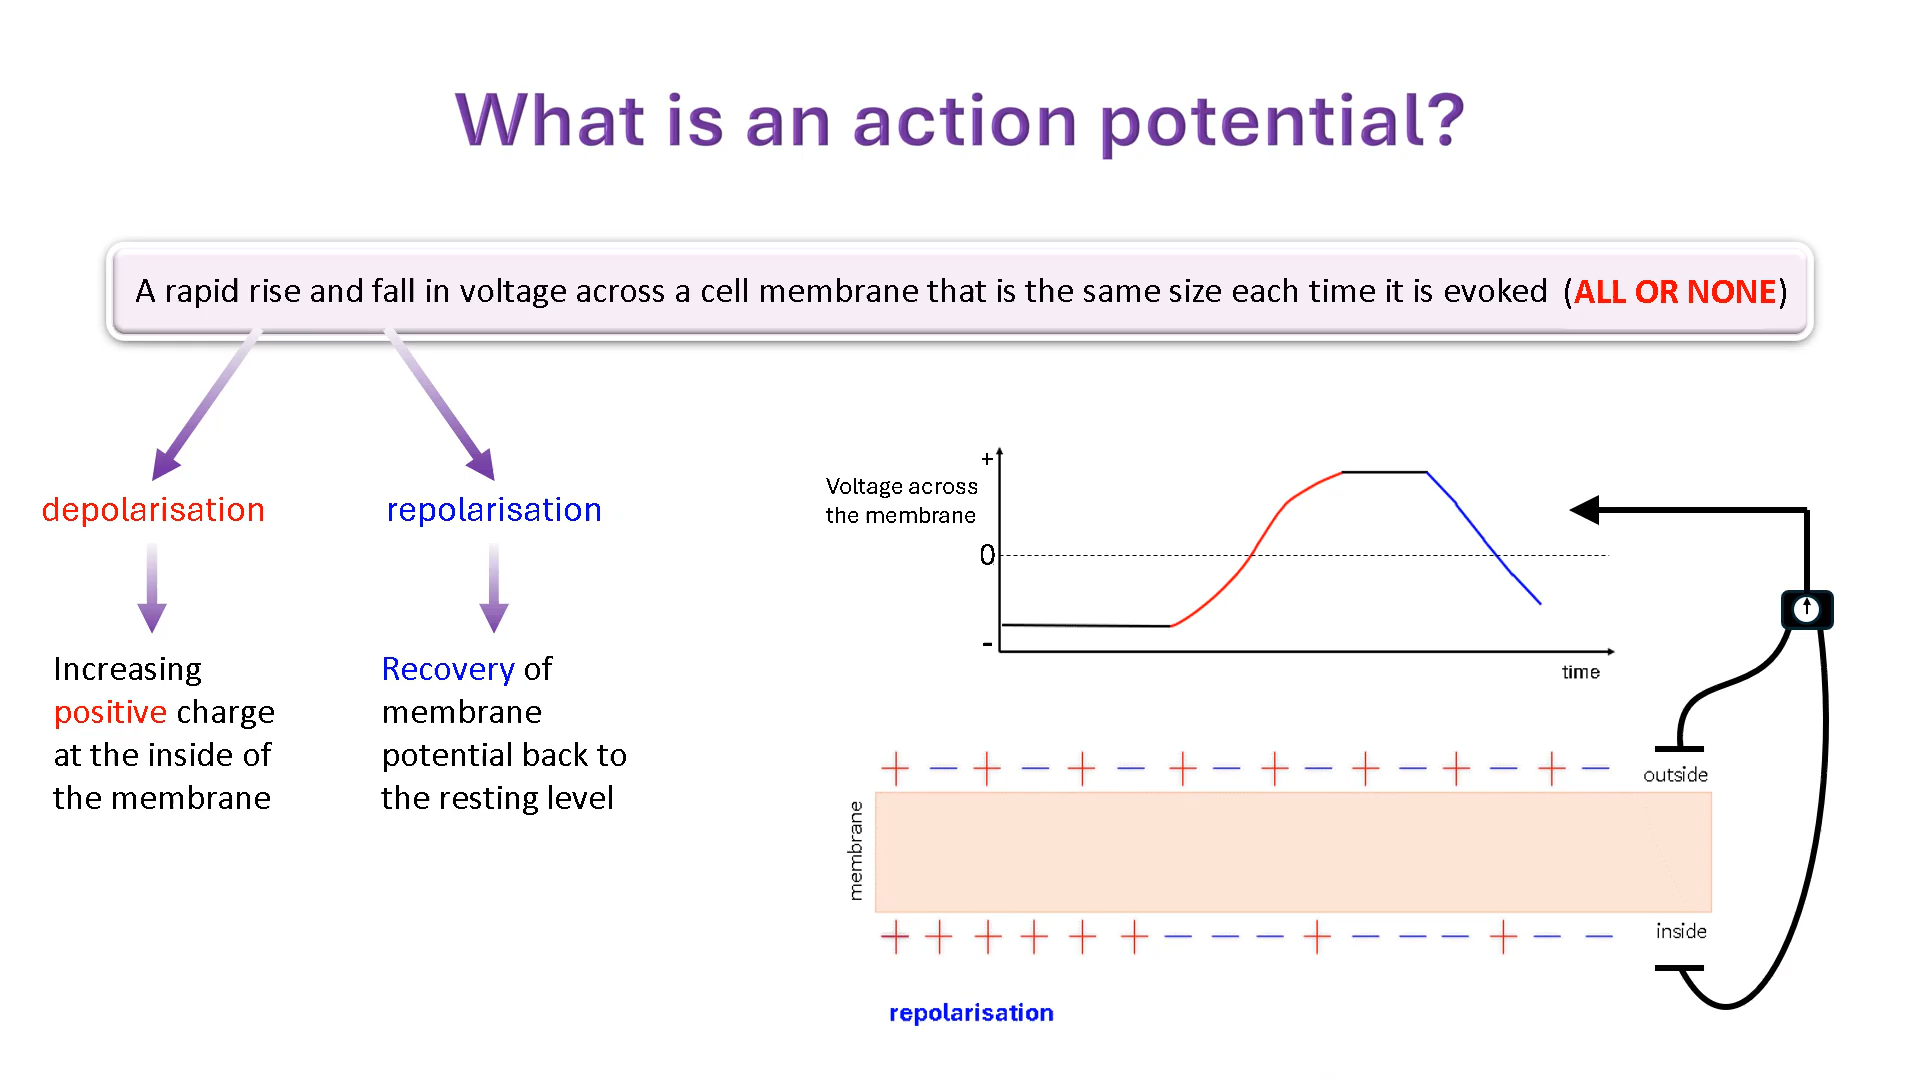 What is an action potential?
A rapid rise and fall in voltage across a cell membrane that is the same size each time it is evoked (ALL OR NONE)
depolarisation
repolarisation
Increasing
positive charge
at the inside of
the membrane
Recovery of
membrane
potential back to
the resting level
+
Voltage across
the membrane
0
-
time
+ − + − + − + − + − + − + − + −
outside
membrane
+ + + + + + − − − + − − − + − −
inside
repolarisation